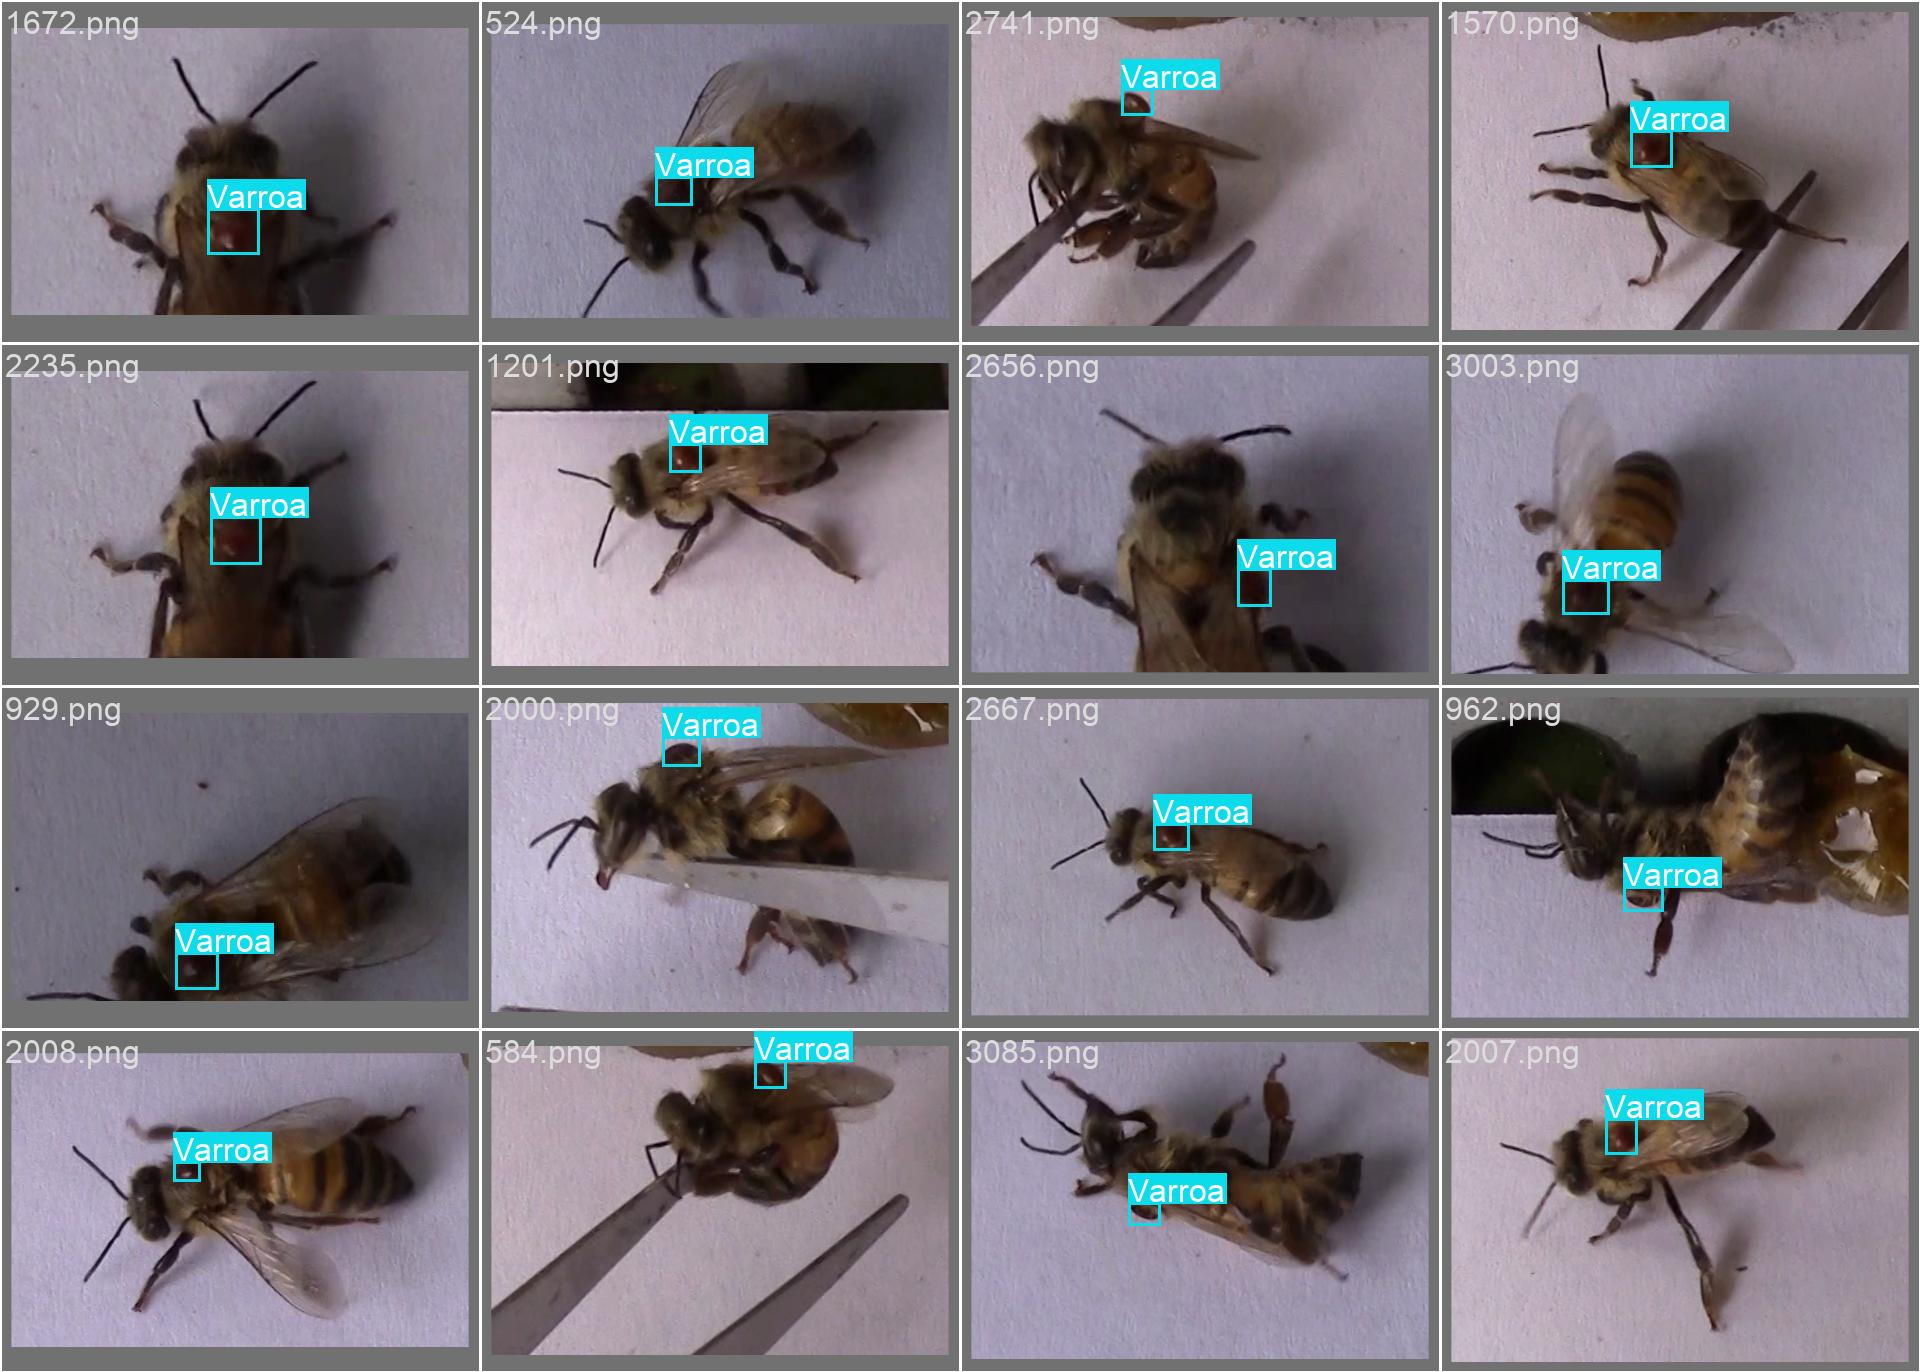 1672.png
524.png
2741.png
1570.png
Varroa
Varroa
Varroa
Varroa
2235.png
1201.png
2656.png
3003.png
Varroa
Varroa
Varroa
Varroa
929.png
2000.png
2667.png
962.png
Varroa
Varroa
Varroa
Varroa
2008.png
584.png
3085.png
2007.png
Varroa
Varroa
Varroa
Varroa